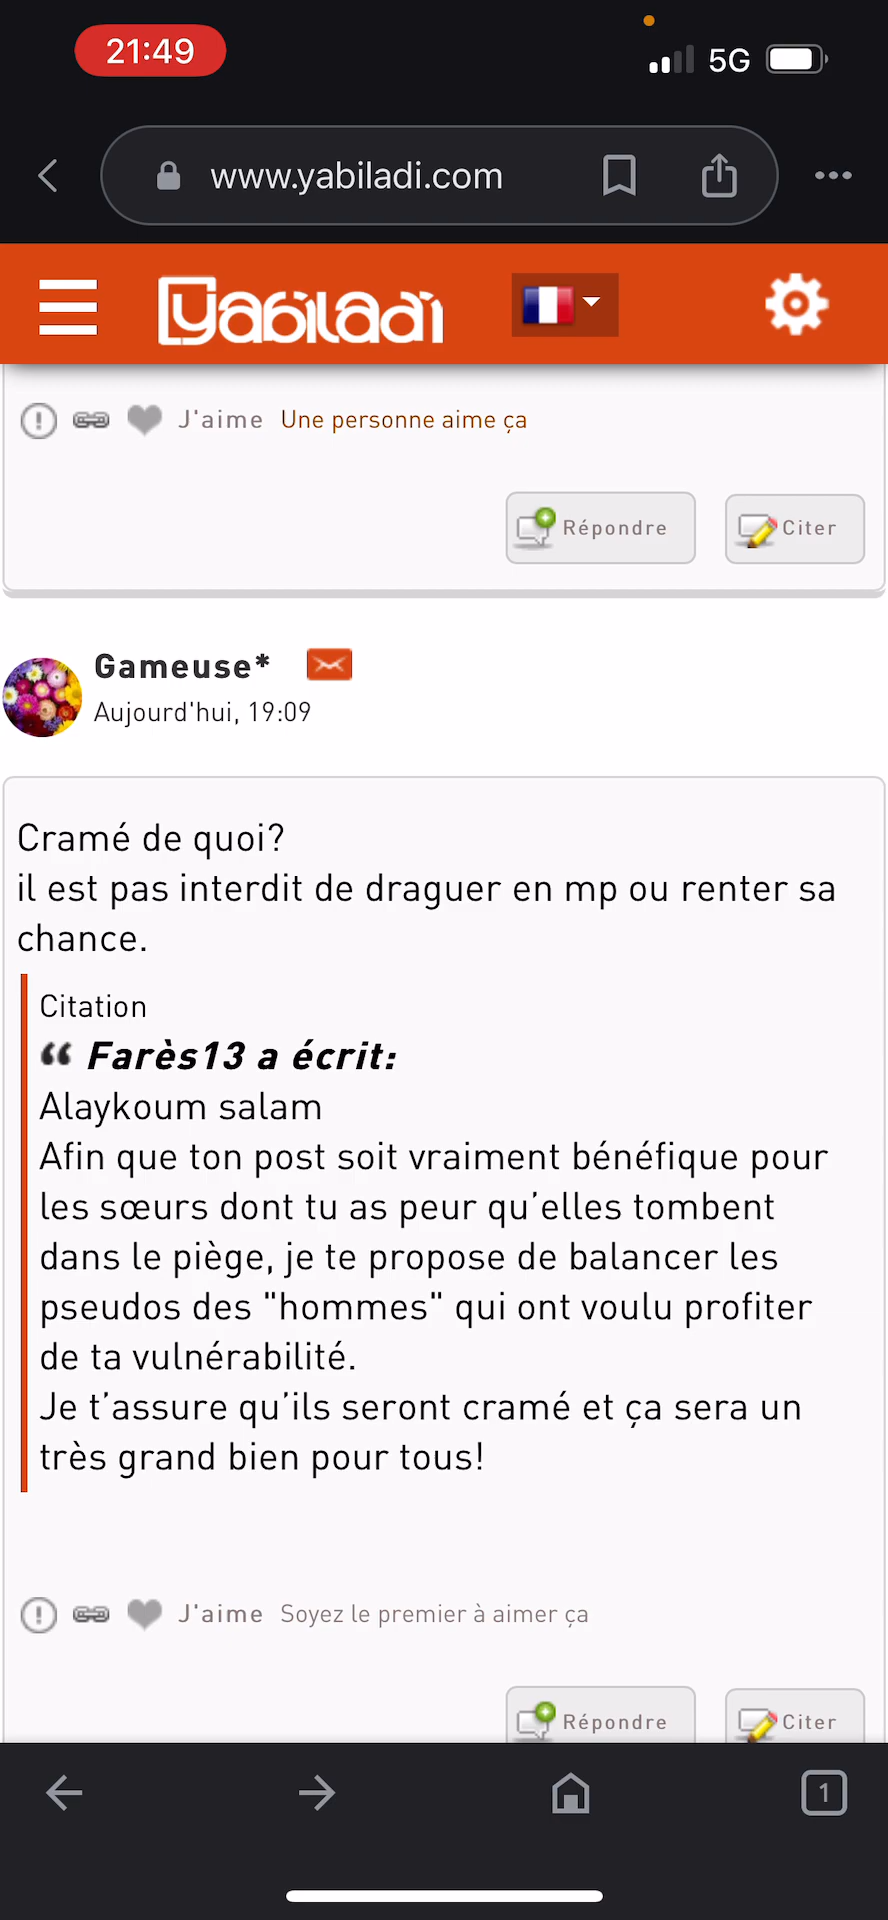 21:49
5G
www.yabiladi.com
yabiladi
J'aime Une personne aime ça
Répondre
Citer
Gameuse*
Aujourd'hui, 19:09
Cramé de quoi?
il est pas interdit de draguer en mp ou renter sa
chance.
Citation
“ Farès13 a écrit:
Alaykoum salam
Afin que ton post soit vraiment bénéfique pour
les sœurs dont tu as peur qu’elles tombent
dans le piège, je te propose de balancer les
pseudos des "hommes" qui ont voulu profiter
de ta vulnérabilité.
Je t’assure qu’ils seront cramé et ça sera un
très grand bien pour tous!
J'aime Soyez le premier à aimer ça
Répondre
Citer
1